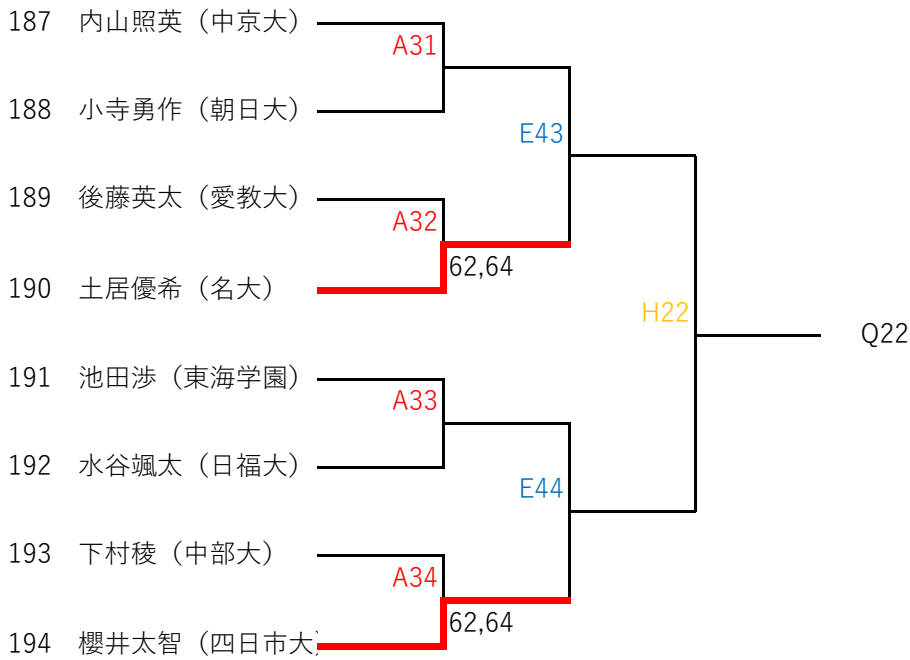 187 内山照英（中京大）
A31
188 小寺勇作（朝日大）
E43
189 後藤英太（愛教大）
A32
62,64
190 土居優希（名大）
H22
Q22
191 池田渉（東海学園）
A33
192 水谷颯太（日福大）
E44
193 下村稜（中部大）
A34
62,64
194 櫻井太智（四日市大）